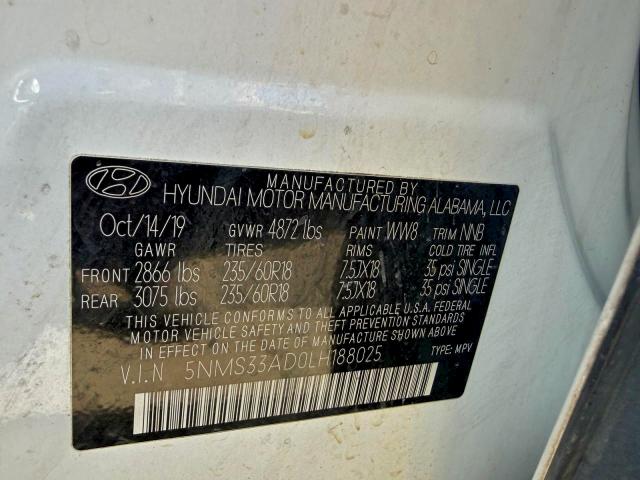 MANUFACTURED BY
HYUNDAI MOTOR MANUFACTURING ALABAMA, LLC
Oct/14/19 GVWR 4872 lbs PAINT WW8 TRIM NNB
GAWR TIRES RIMS COLD TIRE INFL
FRONT 2866 lbs 235/60R18 7.5JX18 35 psi SINGLE
REAR 3075 lbs 235/60R18 7.5JX18 35 psi SINGLE
THIS VEHICLE CONFORMS TO ALL APPLICABLE U.S.A. FEDERAL
MOTOR VEHICLE SAFETY AND THEFT PREVENTION STANDARDS
IN EFFECT ON THE DATE OF MANUFACTURE SHOWN ABOVE
V.I.N 5NMS33AD0LH188025 TYPE: MPV